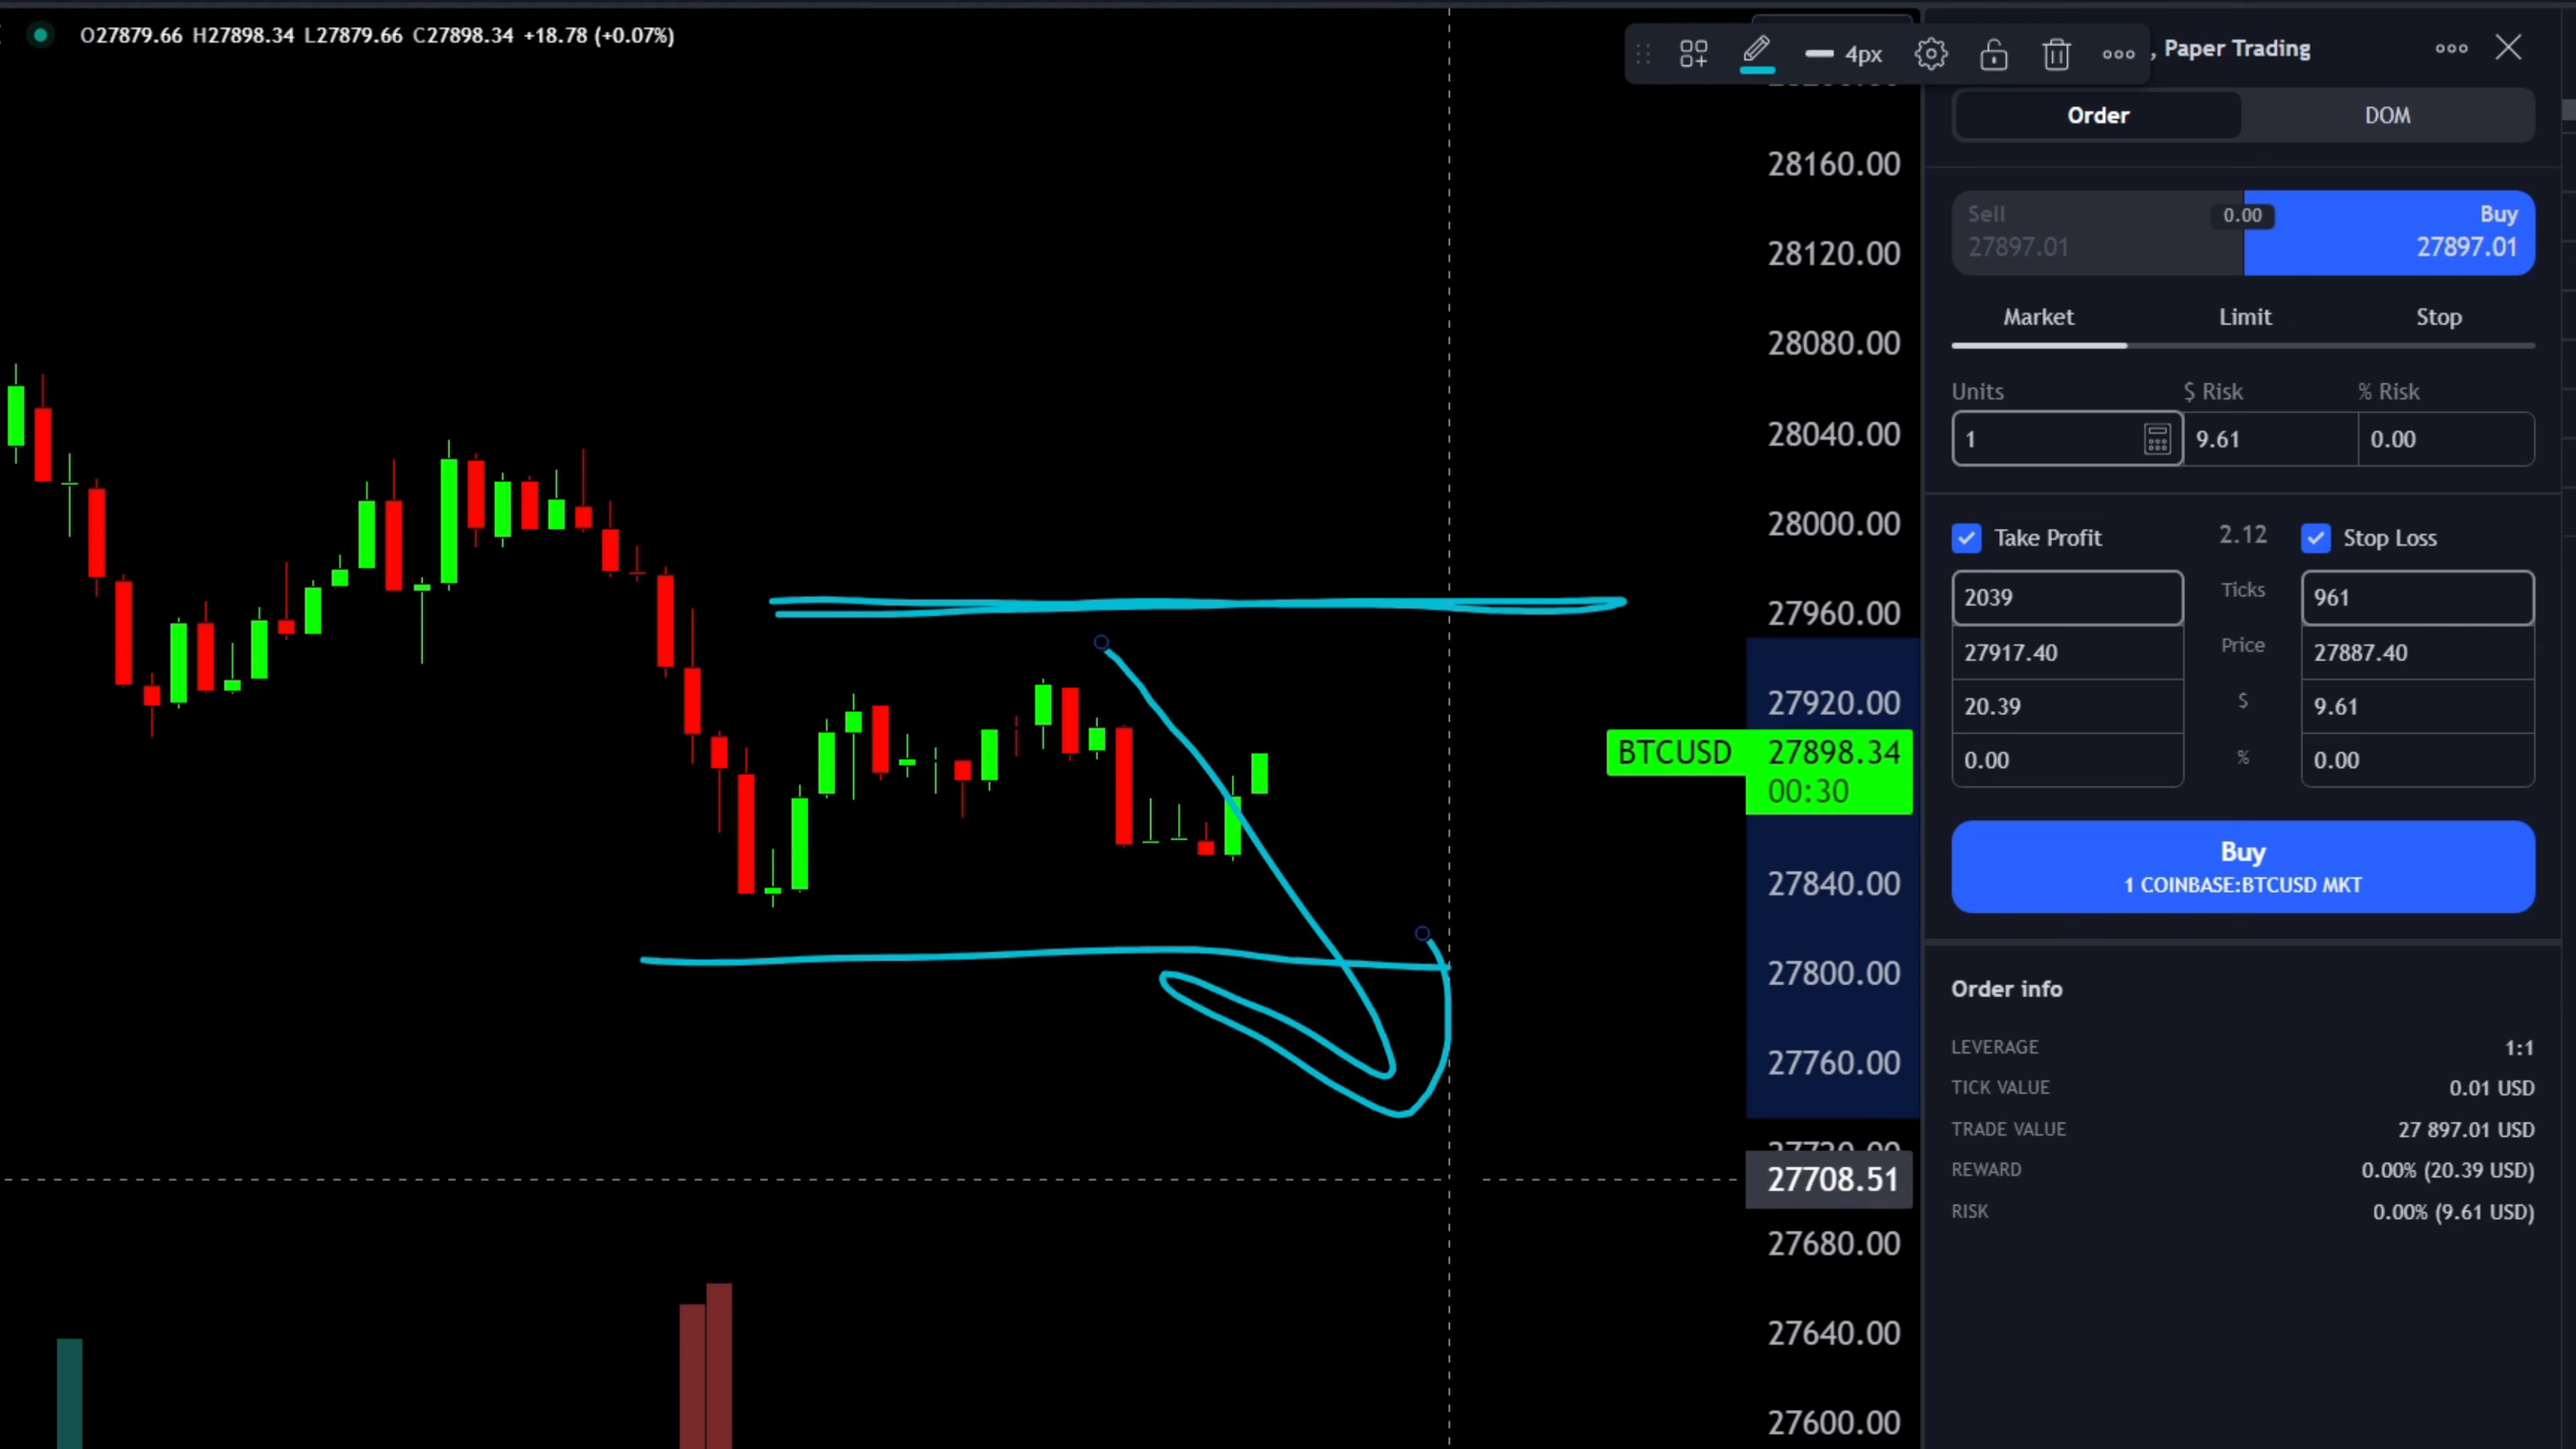 O27879.66 H27898.34 L27879.66 C27898.34 +18.78 (+0.07%)
4px
, Paper Trading
Order
DOM
28160.00
28120.00
28080.00
28040.00
28000.00
27960.00
27920.00
BTCUSD 27898.34
00:30
27840.00
27800.00
27760.00
27708.51
27680.00
27640.00
27600.00
Sell
27897.01
0.00
Buy
27897.01
Market
Limit
Stop
Units
$ Risk
% Risk
1
9.61
0.00
Take Profit
2.12
Stop Loss
2039
Ticks
961
27917.40
Price
27887.40
20.39
$
9.61
0.00
%
0.00
Buy
1 COINBASE:BTCUSD MKT
Order info
LEVERAGE 1:1
TICK VALUE 0.01 USD
TRADE VALUE 27 897.01 USD
REWARD 0.00% (20.39 USD)
RISK 0.00% (9.61 USD)